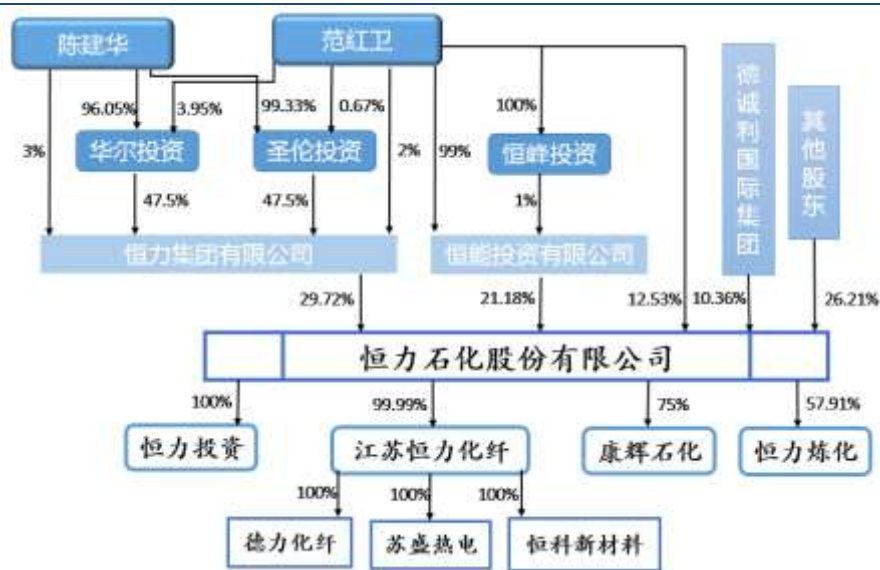 陈建华
范红卫
96.05%
3.95%
99.33%
0.67%
100%
3%
华尔投资
圣伦投资
2%
99%
恒峰投资
德诚利国际集团
其他股东
47.5%
47.5%
1%
恒力集团有限公司
恒能投资有限公司
29.72%
21.18%
12.53%
10.36%
26.21%
恒力石化股份有限公司
100%
99.99%
75%
57.91%
恒力投资
江苏恒力化纤
康辉石化
恒力炼化
100%
100%
100%
德力化纤
苏盛热电
恒科新材料